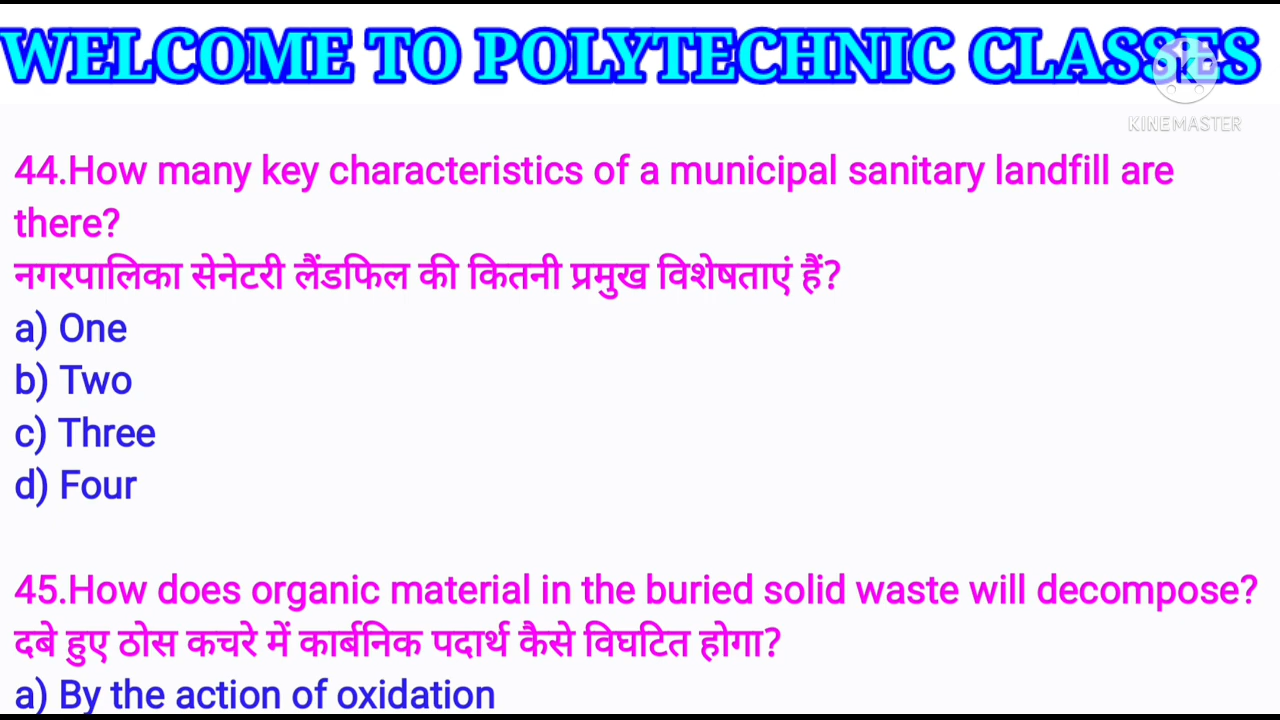 WELCOME TO POLYTECHNIC CLASSES
KINEMASTER
44.How many key characteristics of a municipal sanitary landfill are
there?
नगरपालिका सेनेटरी लैंडफिल की कितनी प्रमुख विशेषताएं हैं?
a) One
b) Two
c) Three
d) Four
45.How does organic material in the buried solid waste will decompose?
दबे हुए ठोस कचरे में कार्बनिक पदार्थ कैसे विघटित होगा?
a) By the action of oxidation